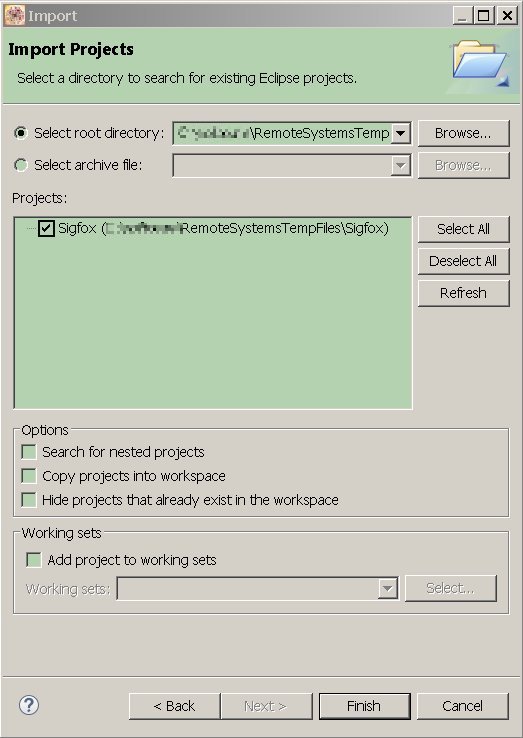 Import
Import Projects
Select a directory to search for existing Eclipse projects.
Select root directory: \RemoteSystemsTemp Browse...
Select archive file: Browse...
Projects:
Sigfox ( RemoteSystemsTempFiles\Sigfox)
Select All
Deselect All
Refresh
Options
Search for nested projects
Copy projects into workspace
Hide projects that already exist in the workspace
Working sets
Add project to working sets
Working sets: Select...
? < Back Next > Finish Cancel